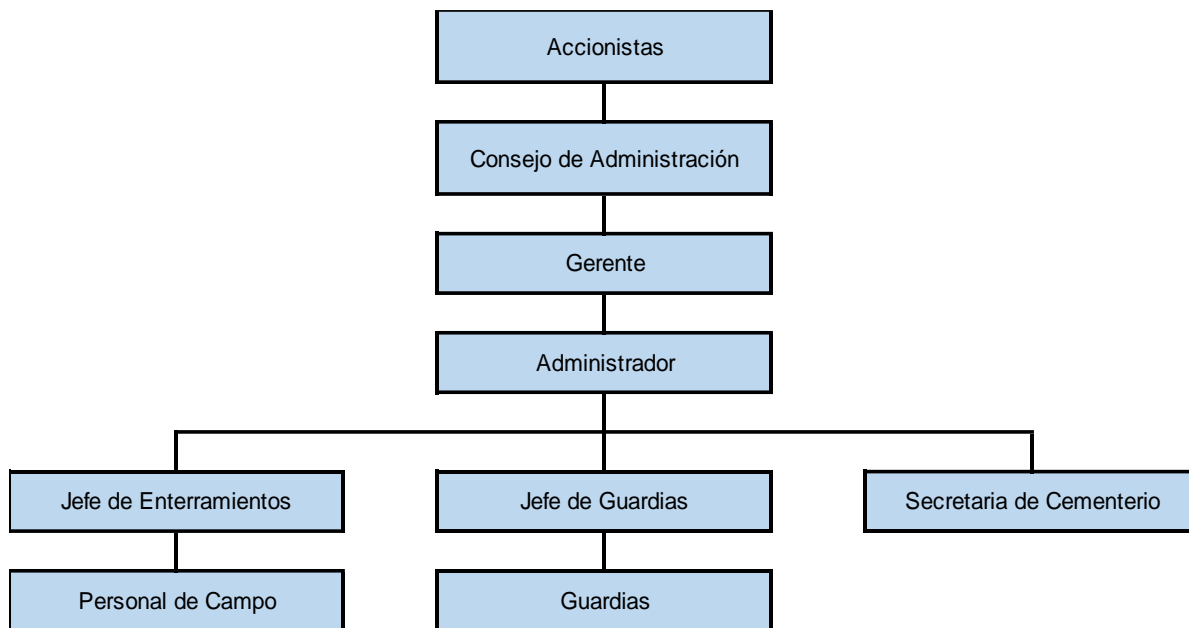 Accionistas
Consejo de Administración
Gerente
Administrador
Jefe de Enterramientos
Jefe de Guardias
Secretaria de Cementerio
Personal de Campo
Guardias